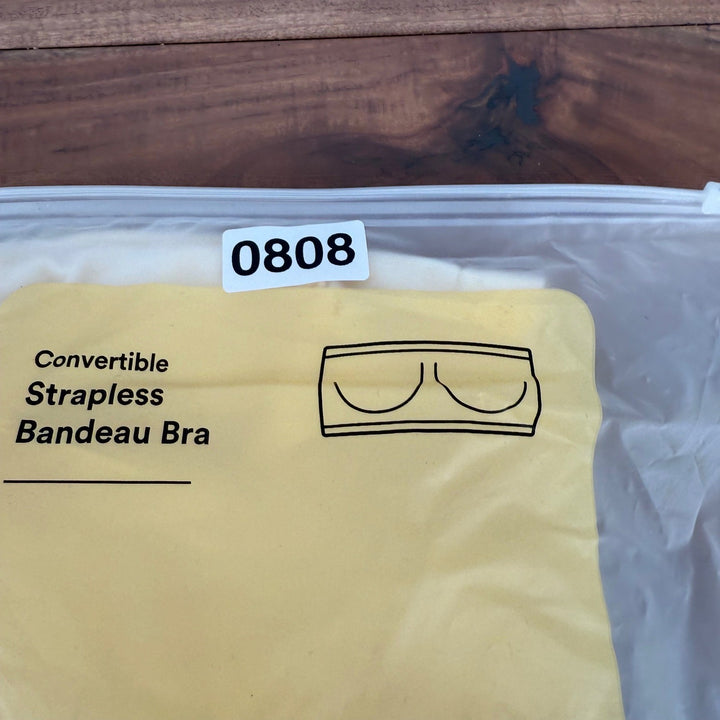 0808
Convertible
Strapless
Bandeau Bra